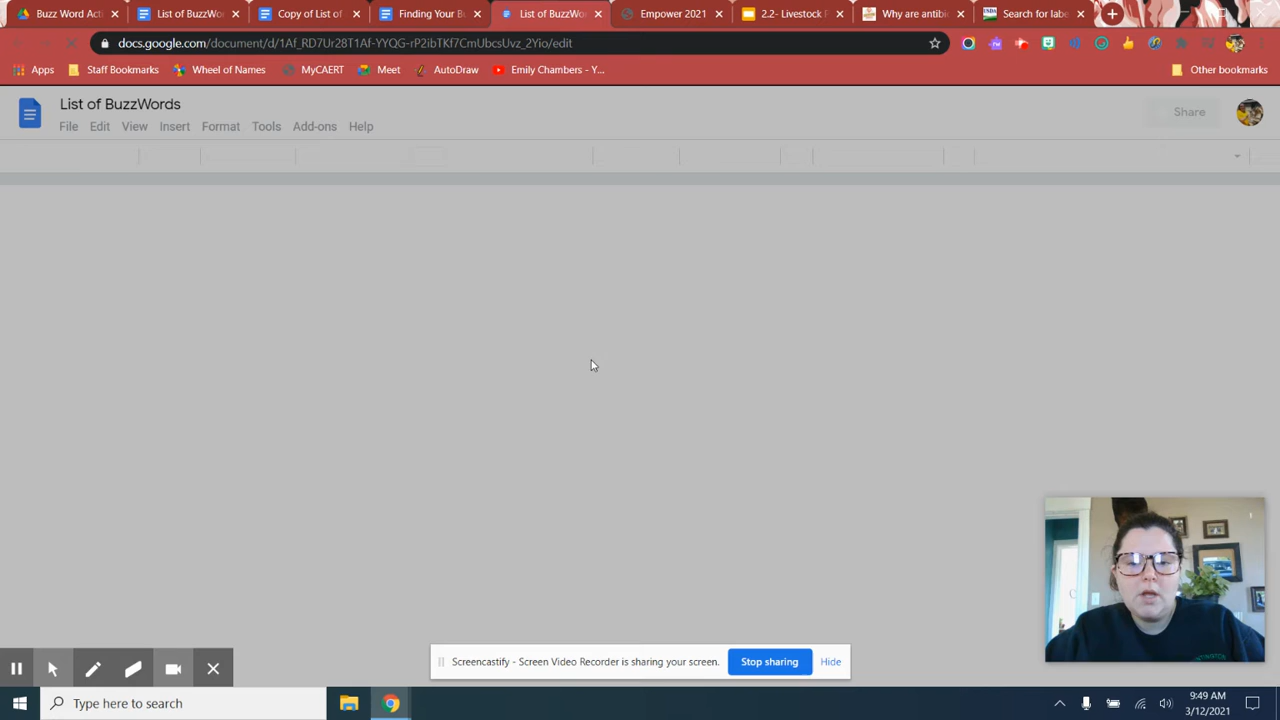 Buzz Word Acti
List of BuzzWo
Copy of List of
Finding Your B
List of BuzzWo
Empower 2021
2.2- Livestock
Why are antibi
Search for labe
docs.google.com/document/d/1Af_RD7Ur28T1Af-YYQG-rP2ibTKf7CmUbcsUvz_2Yio/edit
Apps
Staff Bookmarks
Wheel of Names
MyCAERT
Meet
AutoDraw
Emily Chambers - Y...
Other bookmarks
List of BuzzWords
Share
File Edit View Insert Format Tools Add-ons Help
Screencastify - Screen Video Recorder is sharing your screen.
Stop sharing
Hide
Type here to search
9:49 AM
3/12/2021